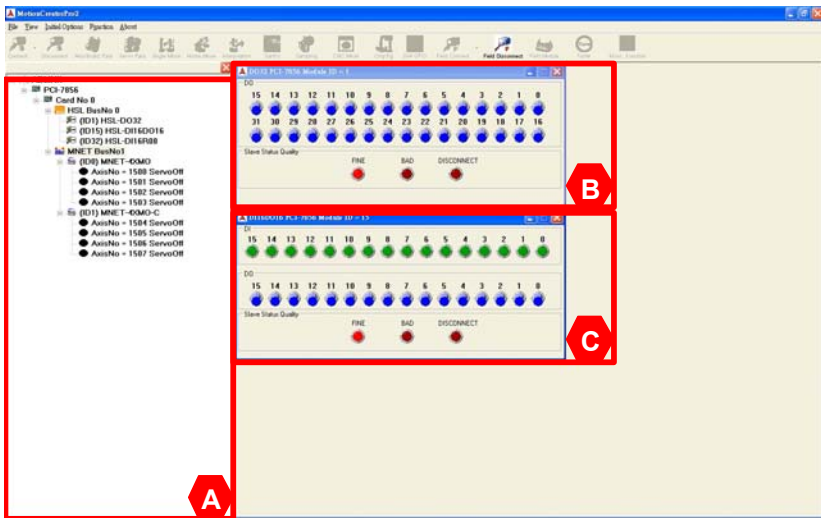 MotionCreatorPro2
File View Initial Options Function About
Field Disconnect
PCI-7856
Card No 0
HSL BusNo 0
(ID1) HSL-DO32
(ID15) HSL-DI16DO16
(ID32) HSL-DI16R08
MNET BusNo1
(ID0) MNET-4XMO
AxisNo = 1500 ServoOff
AxisNo = 1501 ServoOff
AxisNo = 1502 ServoOff
AxisNo = 1503 ServoOff
(ID1) MNET-4XMO-C
AxisNo = 1504 ServoOff
AxisNo = 1505 ServoOff
AxisNo = 1506 ServoOff
AxisNo = 1507 ServoOff
A
DO32 PCI-7856 Module ID = 1
DO
15 14 13 12 11 10 9 8 7 6 5 4 3 2 1 0
31 30 29 28 27 26 25 24 23 22 21 20 19 18 17 16
Slave Status Quality
FINE BAD DISCONNECT
B
DI16DO16 PCI-7856 Module ID = 15
DI
15 14 13 12 11 10 9 8 7 6 5 4 3 2 1 0
DO
15 14 13 12 11 10 9 8 7 6 5 4 3 2 1 0
Slave Status Quality
FINE BAD DISCONNECT
C